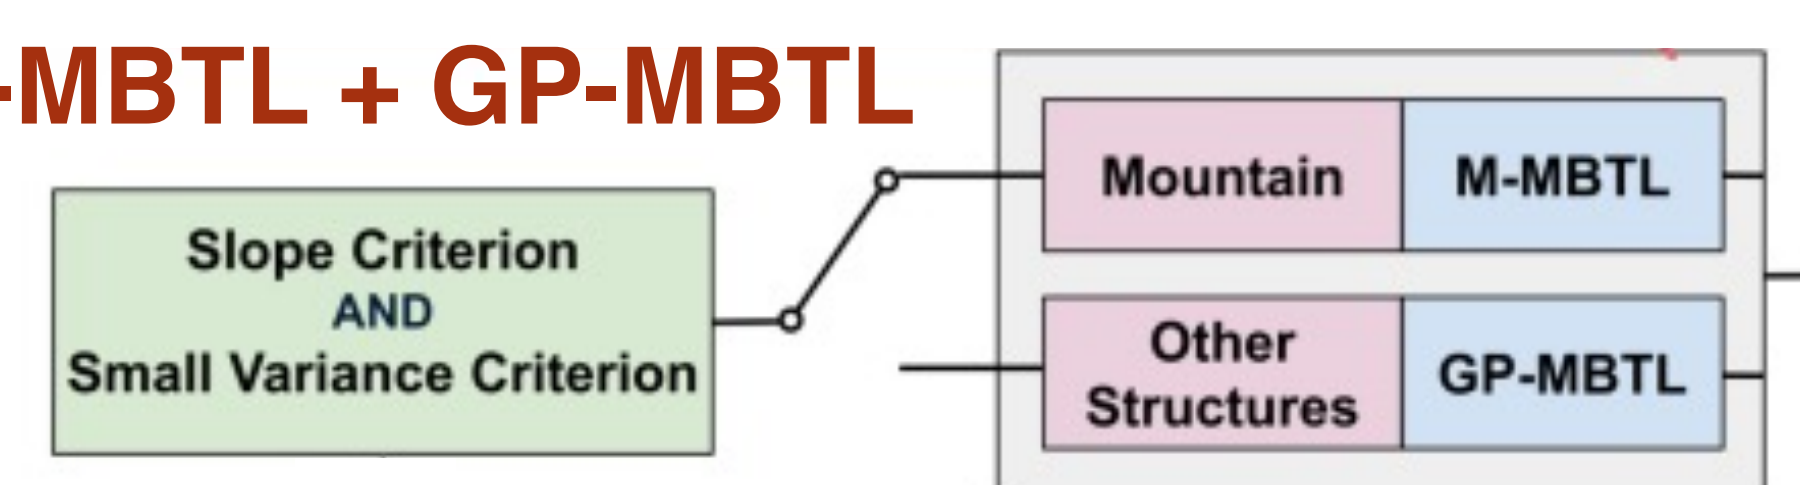 -MBTL + GP-MBTL
Slope Criterion
AND
Small Variance Criterion
Mountain
M-MBTL
Other
Structures
GP-MBTL